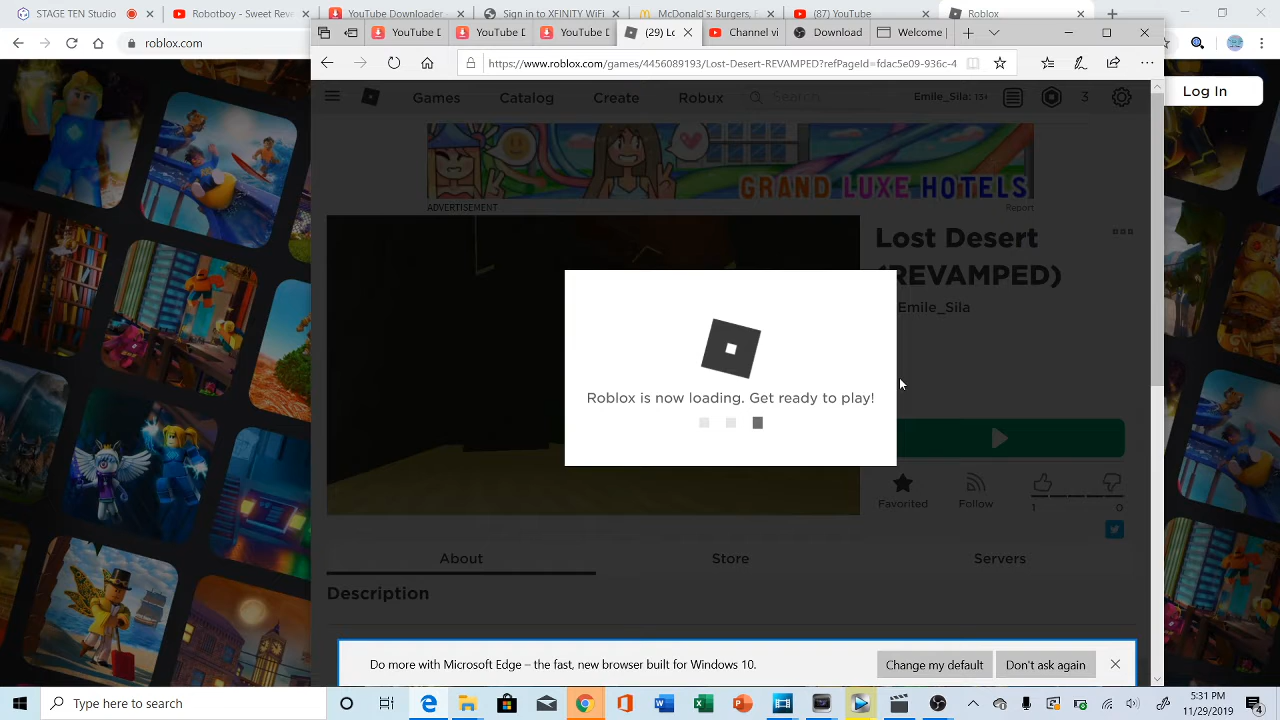 STAGE TEN Studio
Robotboy - Sweet Reve
YouTube Download
Sign in to XFINITY WiFi
McDonald's:
(87) YouTube
Roblox
roblox.com
YouTube D
YouTube D
YouTube D
(29) Lo
Channel vi
Download
Welcome
https://www.roblox.com/games/4456089193/Lost-Desert-REVAMPED?refPageId=fdac5e09-936c-4
Log In
Games
Catalog
Create
Robux
Search
Emile_Sila: 13+
3
GRAND LUXE HOTELS
ADVERTISEMENT
Report
Lost Desert
(REVAMPED)
Emile_Sila
Roblox is now loading. Get ready to play!
Favorited
Follow
1
0
About
Store
Servers
Description
Do more with Microsoft Edge – the fast, new browser built for Windows 10.
Change my default
Don't ask again
Type here to search
5:31 PM
11/29/2019
4